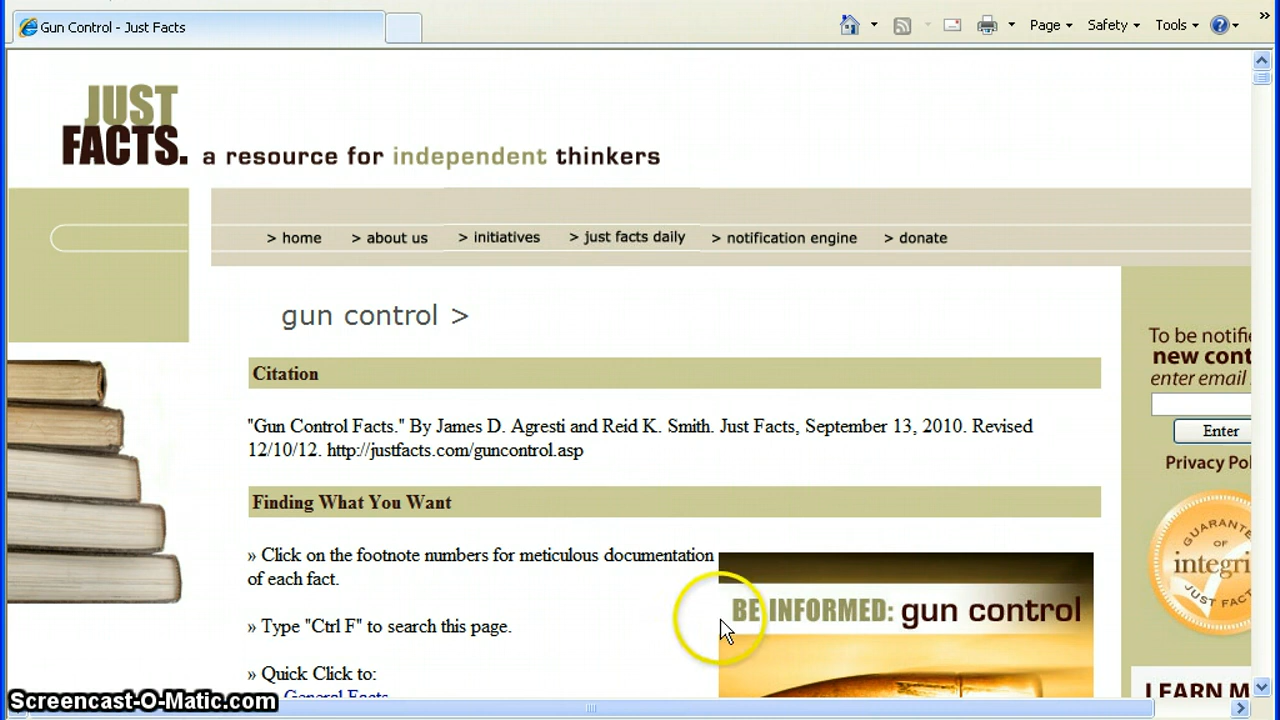 Gun Control - Just Facts
Page
Safety
Tools
JUST
FACTS.
a resource for independent thinkers
> home > about us > initiatives > just facts daily > notification engine > donate
gun control >
Citation
"Gun Control Facts." By James D. Agresti and Reid K. Smith. Just Facts, September 13, 2010. Revised
12/10/12. http://justfacts.com/guncontrol.asp
Finding What You Want
» Click on the footnote numbers for meticulous documentation
of each fact.
» Type "Ctrl F" to search this page.
» Quick Click to:
General Facts
BE INFORMED: gun control
To be notifie
new cont
enter email
Enter
Privacy Pol
GUARANTE
OF
integri
JUST FACT
LEARN M
Screencast-O-Matic.com